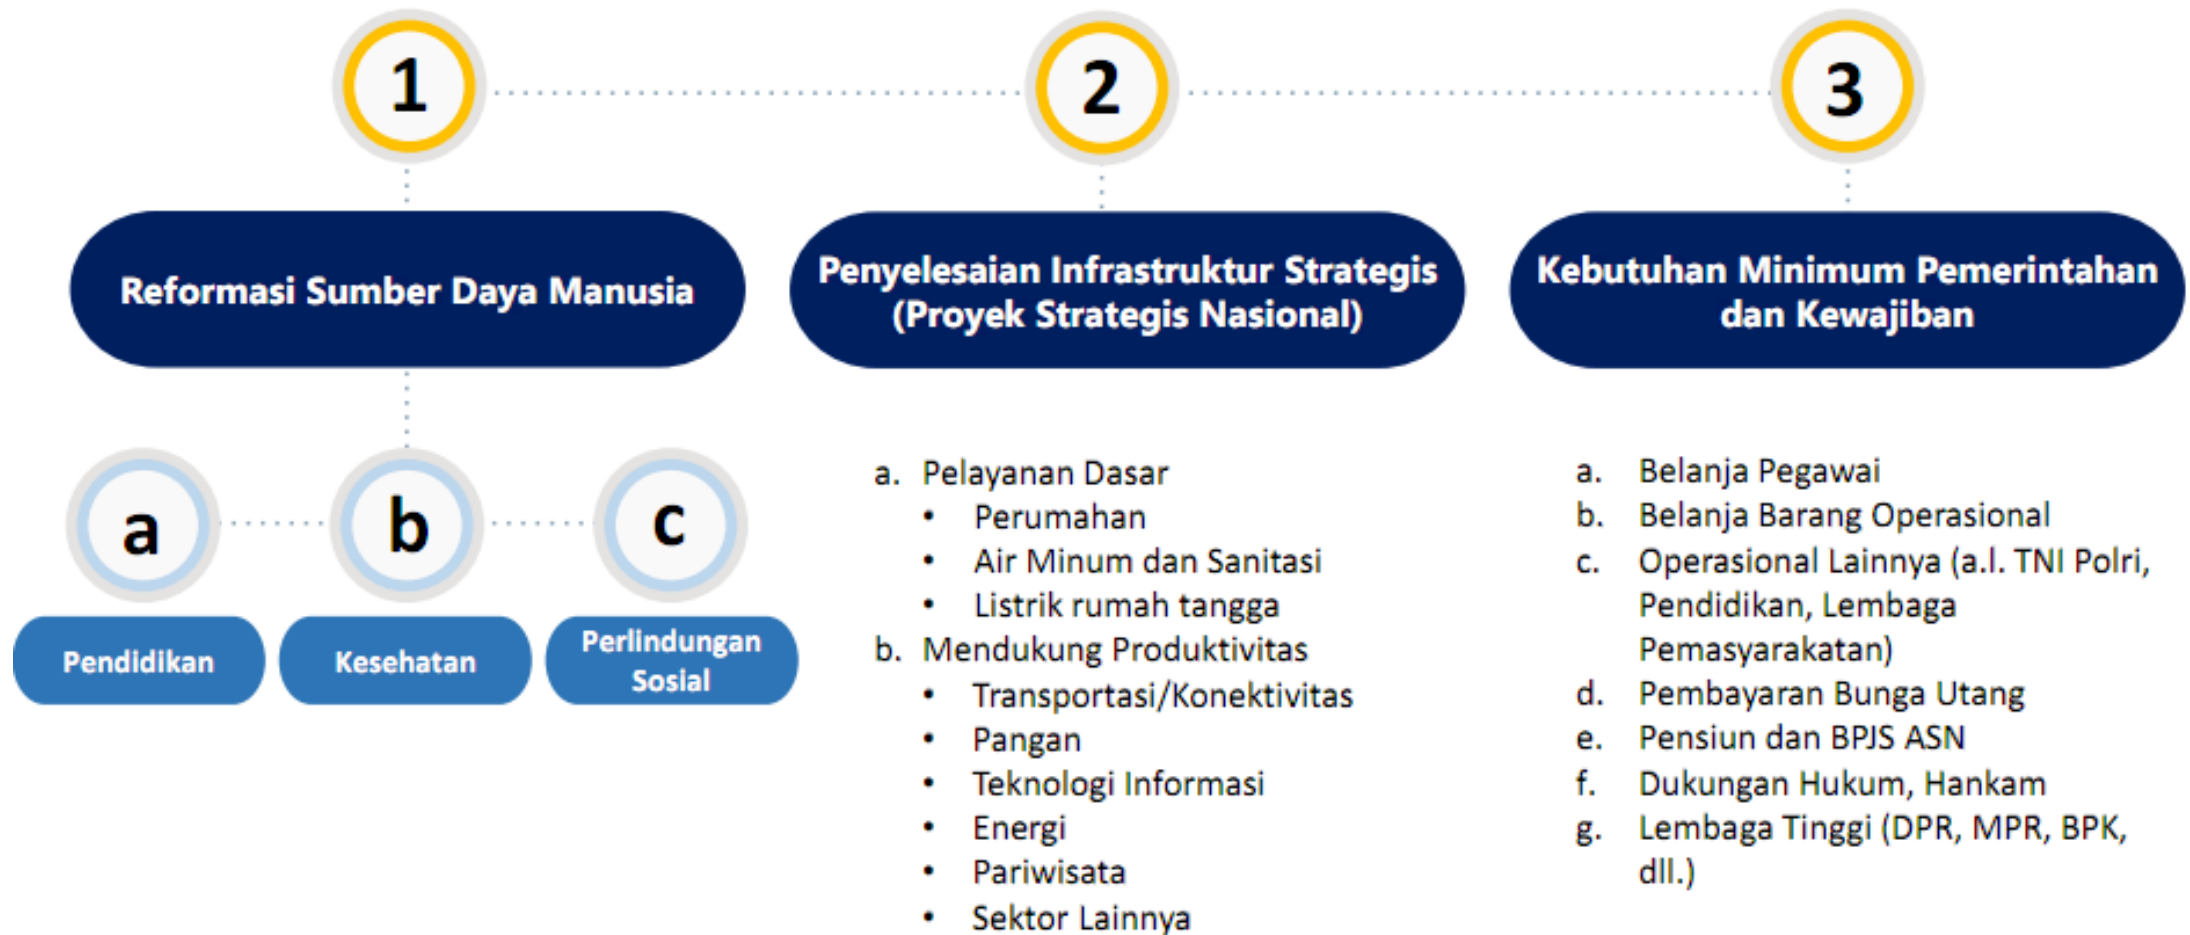 1
2
3
Reformasi Sumber Daya Manusia
Penyelesaian Infrastruktur Strategis
(Proyek Strategis Nasional)
Kebutuhan Minimum Pemerintahan
dan Kewajiban
a
b
c
Pendidikan
Kesehatan
Perlindungan
Sosial
a. Pelayanan Dasar
• Perumahan
• Air Minum dan Sanitasi
• Listrik rumah tangga
b. Mendukung Produktivitas
• Transportasi/Konektivitas
• Pangan
• Teknologi Informasi
• Energi
• Pariwisata
• Sektor Lainnya
a. Belanja Pegawai
b. Belanja Barang Operasional
c. Operasional Lainnya (a.l. TNI Polri,
Pendidikan, Lembaga
Pemasyarakatan)
d. Pembayaran Bunga Utang
e. Pensiun dan BPJS ASN
f. Dukungan Hukum, Hankam
g. Lembaga Tinggi (DPR, MPR, BPK,
dll.)